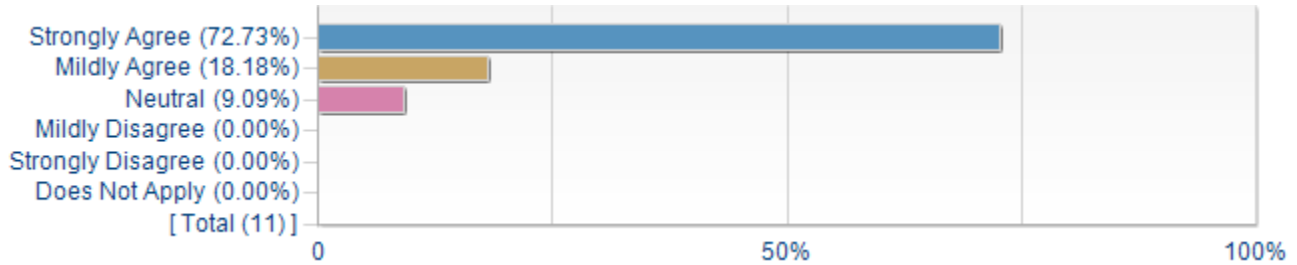 Strongly Agree (72.73%)
Mildly Agree (18.18%)
Neutral (9.09%)
Mildly Disagree (0.00%)
Strongly Disagree (0.00%)
Does Not Apply (0.00%)
[ Total (11) ]
0 50% 100%